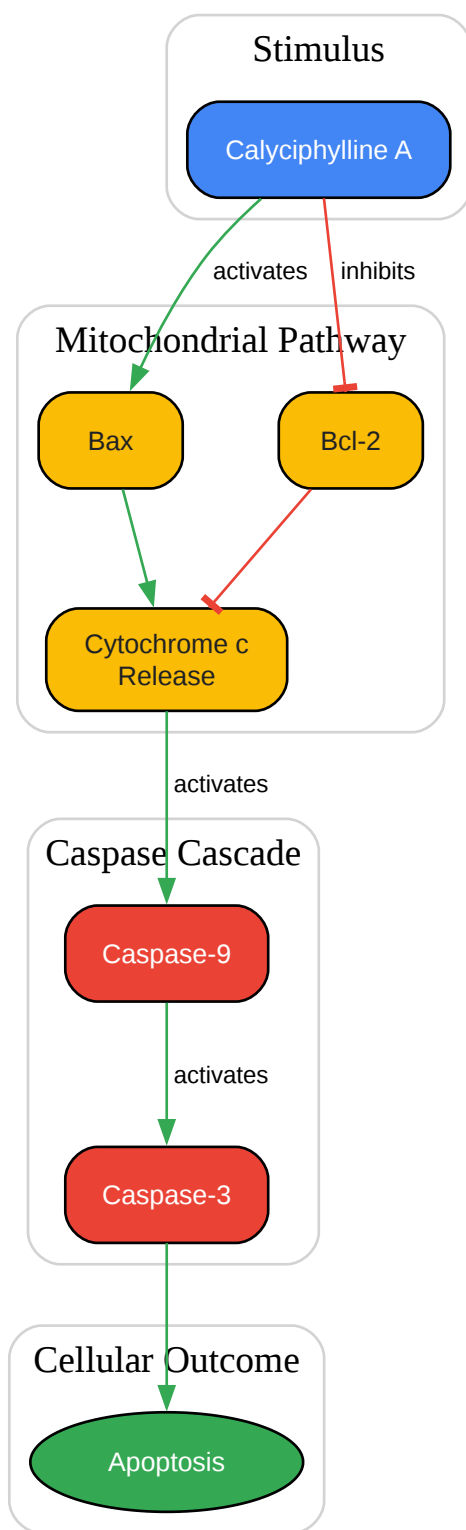 Stimulus
Calyciphylline A
activates
inhibits
Mitochondrial Pathway
Bax
Bcl-2
Cytochrome c
Release
activates
Caspase Cascade
Caspase-9
activates
Caspase-3
Cellular Outcome
Apoptosis